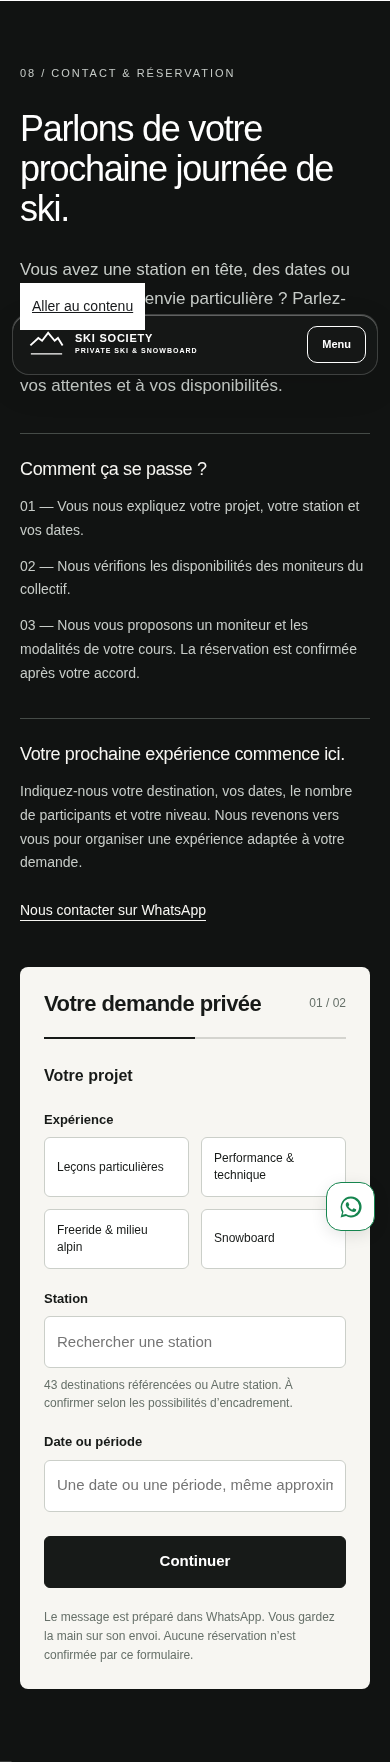 08 / CONTACT & RÉSERVATION
Parlons de votre
prochaine journée de
ski.
Vous avez une station en tête, des dates ou
envie particulière ? Parlez-
Aller au contenu
SKI SOCIETY
PRIVATE SKI & SNOWBOARD
Menu
vos attentes et à vos disponibilités.
Comment ça se passe ?
01 — Vous nous expliquez votre projet, votre station et
vos dates.
02 — Nous vérifions les disponibilités des moniteurs du
collectif.
03 — Nous vous proposons un moniteur et les
modalités de votre cours. La réservation est confirmée
après votre accord.
Votre prochaine expérience commence ici.
Indiquez-nous votre destination, vos dates, le nombre
de participants et votre niveau. Nous revenons vers
vous pour organiser une expérience adaptée à votre
demande.
Nous contacter sur WhatsApp
Votre demande privée
01 / 02
Votre projet
Expérience
Leçons particulières
Performance &
technique
Freeride & milieu
alpin
Snowboard
Station
Rechercher une station
43 destinations référencées ou Autre station. À
confirmer selon les possibilités d’encadrement.
Date ou période
Une date ou une période, même approxim
Continuer
Le message est préparé dans WhatsApp. Vous gardez
la main sur son envoi. Aucune réservation n’est
confirmée par ce formulaire.